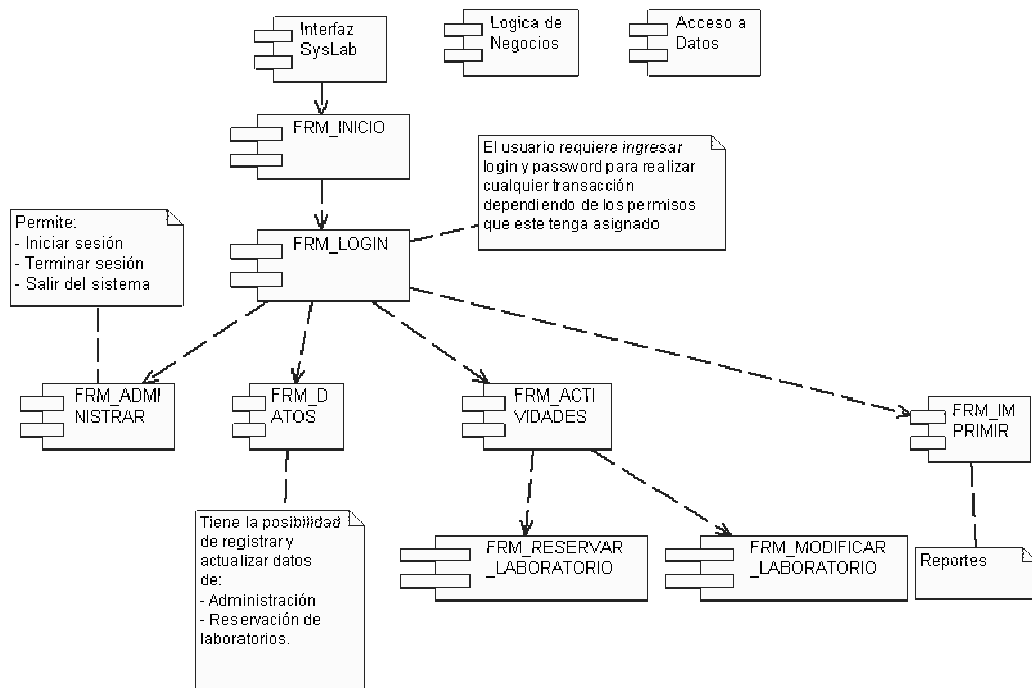 Interfaz
SysLab
Logica de
Negocios
Acceso a
Datos
FRM_INICIO
El usuario requiere ingresar
login y password para realizar
cualquier transacción
dependiendo de los permisos
que este tenga asignado
Permite:
- Iniciar sesión
- Terminar sesión
- Salir del sistema
FRM_LOGIN
FRM_ADMI
NISTRAR
FRM_D
ATOS
FRM_ACTI
VIDADES
FRM_IM
PRIMIR
Tiene la posibilidad
de registrar y
actualizar datos
de:
- Administración
- Reservación de
laboratorios.
FRM_RESERVAR
_LABORATORIO
FRM_MODIFICAR
_LABORATORIO
Reportes